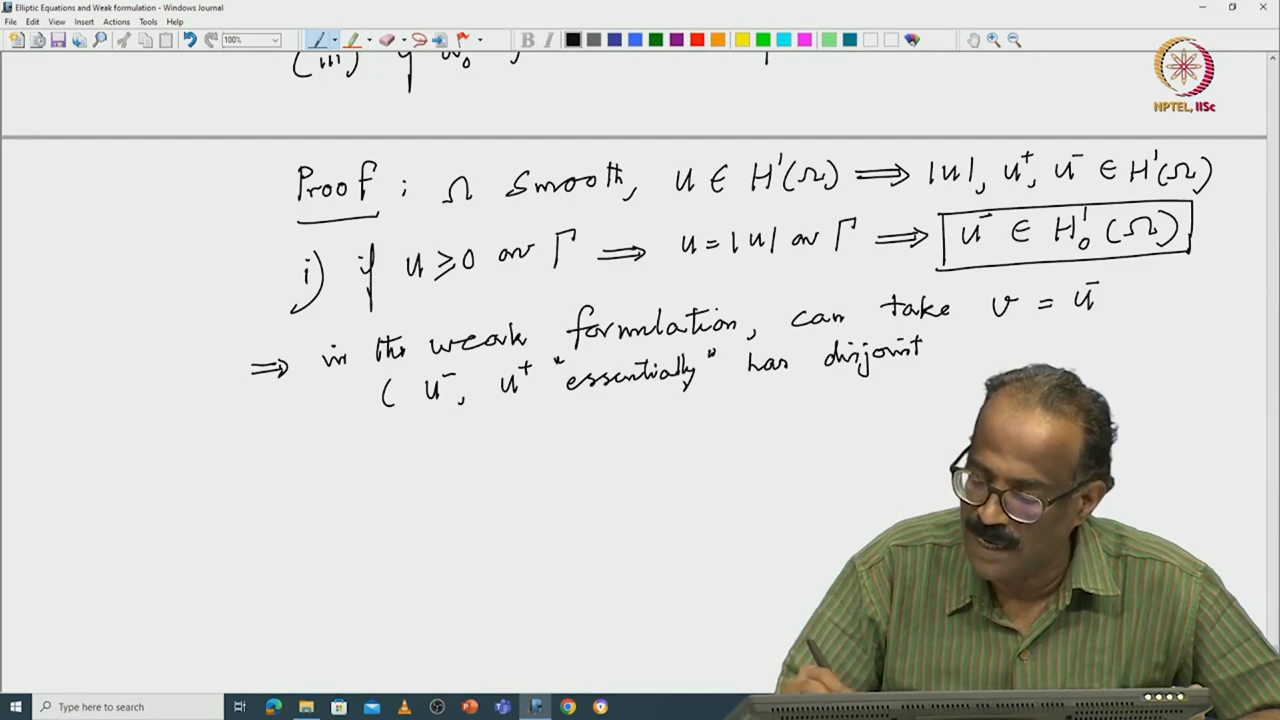 Elliptic Equations and Weak formulation - Windows Journal
File Edit View Insert Actions Tools Help
100%
B I
NPTEL, IISc
(iii) if
Proof : Ω Smooth, u ∈ H¹(Ω) ⟹ |u|, u⁺, u⁻ ∈ H¹(Ω)
i) if u ⩾ 0 on Γ ⟹ u = |u| on Γ ⟹ u⁻ ∈ H¹₀(Ω)
⟹ in the weak formulation, can take v = u⁻
( u⁻, u⁺ "essentially" has disjoint
Type here to search